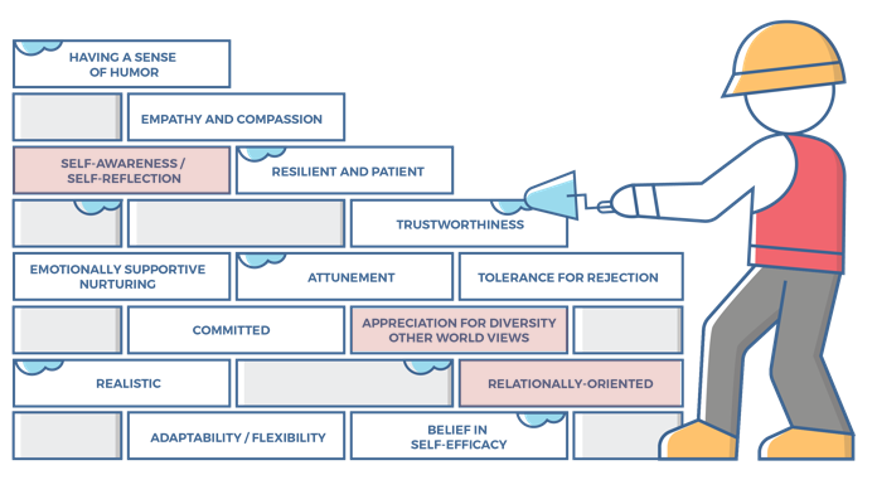 HAVING A SENSE
OF HUMOR
EMPATHY AND COMPASSION
SELF-AWARENESS /
SELF-REFLECTION
RESILIENT AND PATIENT
TRUSTWORTHINESS
EMOTIONALLY SUPPORTIVE
NURTURING
ATTUNEMENT
TOLERANCE FOR REJECTION
COMMITTED
APPRECIATION FOR DIVERSITY
OTHER WORLD VIEWS
REALISTIC
RELATIONALLY-ORIENTED
ADAPTABILITY / FLEXIBILITY
BELIEF IN
SELF-EFFICACY